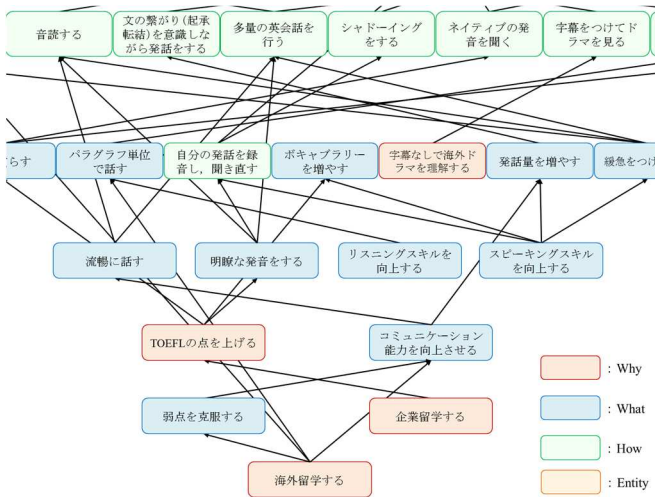 音読する
文の繋がり(起承
転結)を意識しな
がら発話をする
多量の英会話を
行う
シャドーイング
をする
ネイティブの発
音を聞く
字幕をつけてド
ラマを見る
らす
パラグラフ単位
で話す
自分の発話を録
音し,聞き直す
ボキャブラリー
を増やす
字幕なしで海外ド
ラマを理解する
発話量を増やす
緩急をつけ
流暢に話す
明瞭な発音をする
リスニングスキルを
向上する
スピーキングスキル
を向上する
TOEFLの点を上げる
コミュニケーション
能力を向上させる
弱点を克服する
企業留学する
海外留学する
: Why
: What
: How
: Entity